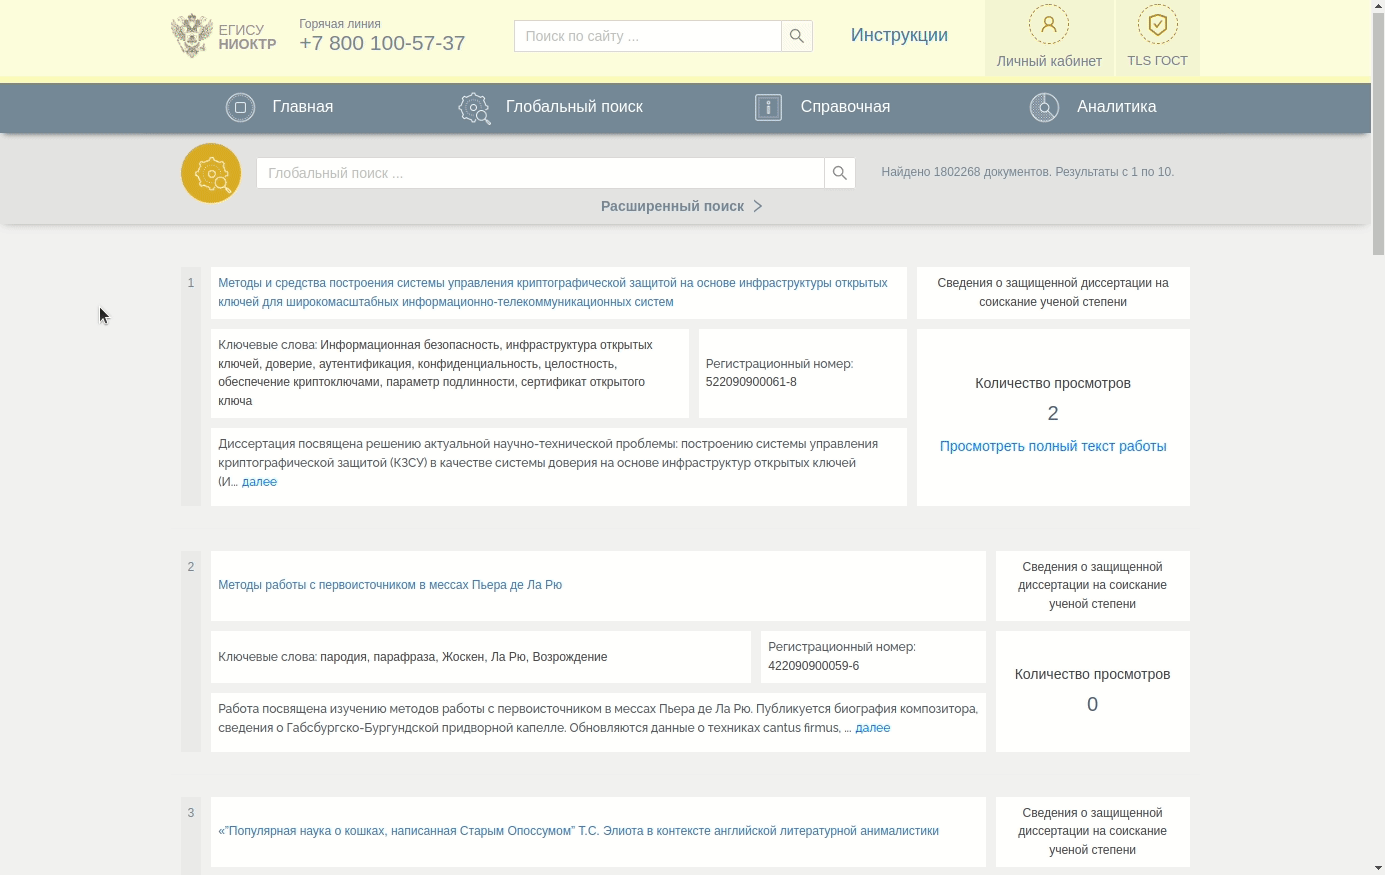 ЕГИСУ
НИОКТР
Горячая линия
+7 800 100-57-37
Поиск по сайту ...
Инструкции
Личный кабинет
TLS ГОСТ
Главная
Глобальный поиск
Справочная
Аналитика
Глобальный поиск ...
Найдено 1802268 документов. Результаты с 1 по 10.
Расширенный поиск
1
Методы и средства построения системы управления криптографической защитой на основе инфраструктуры открытых
ключей для широкомасштабных информационно-телекоммуникационных систем
Сведения о защищенной диссертации на
соискание ученой степени
Ключевые слова: Информационная безопасность, инфраструктура открытых
ключей, доверие, аутентификация, конфиденциальность, целостность,
обеспечение криптоключами, параметр подлинности, сертификат открытого
ключа
Регистрационный номер:
522090900061-8
Количество просмотров
2
Просмотреть полный текст работы
Диссертация посвящена решению актуальной научно-технической проблемы: построению системы управления
криптографической защитой (КЗСУ) в качестве системы доверия на основе инфраструктур открытых ключей
(И... далее
2
Методы работы с первоисточником в мессах Пьера де Ла Рю
Сведения о защищенной
диссертации на соискание
ученой степени
Ключевые слова: пародия, парафраза, Жоскен, Ла Рю, Возрождение
Регистрационный номер:
422090900059-6
Количество просмотров
0
Работа посвящена изучению методов работы с первоисточником в мессах Пьера де Ла Рю. Публикуется биография композитора,
сведения о Габсбургско-Бургундской придворной капелле. Обновляются данные о техниках cantus firmus, ... далее
3
«"Популярная наука о кошках, написанная Старым Опоссумом" Т.С. Элиота в контексте английской литературной анималистики
Сведения о защищенной
диссертации на соискание
ученой степени